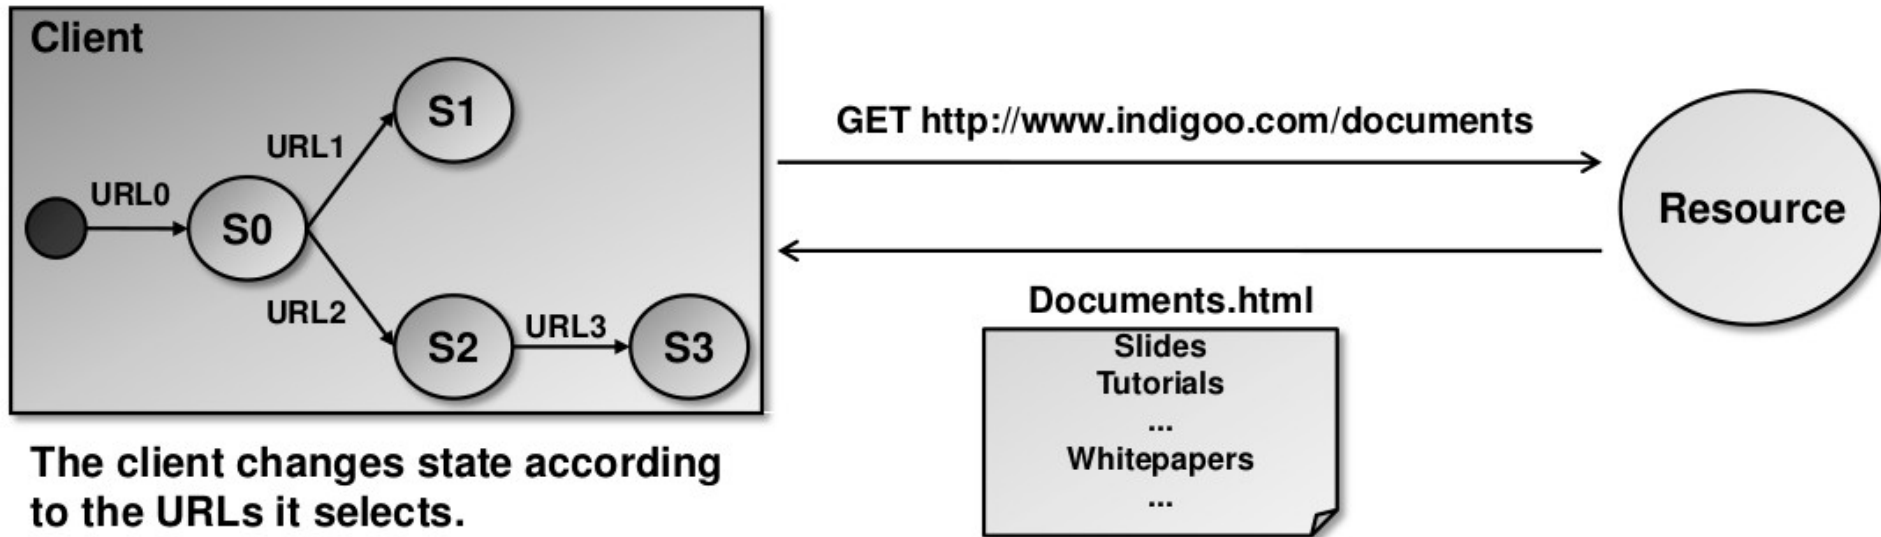 Client
S1
URL1
URL0
S0
URL2
S2
URL3
S3
The client changes state according
to the URLs it selects.
GET http://www.indigoo.com/documents
Resource
Documents.html
Slides
Tutorials
...
Whitepapers
...